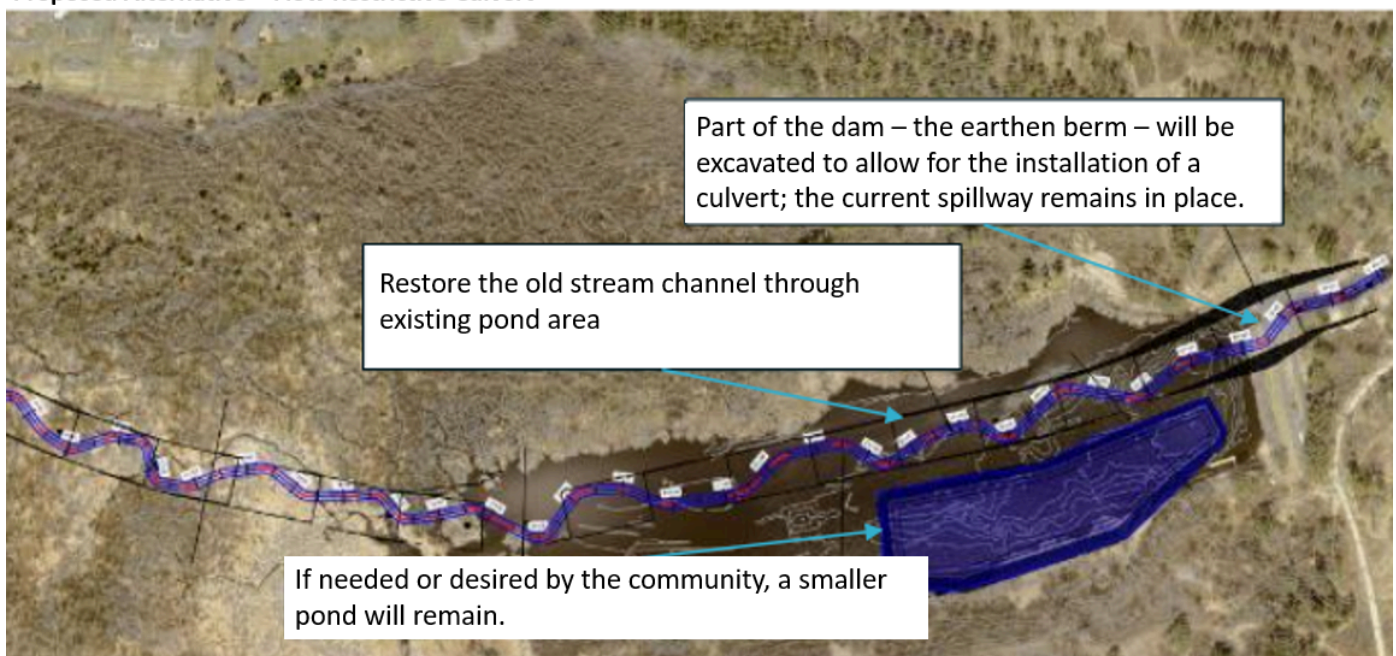 Part of the dam – the earthen berm – will be
excavated to allow for the installation of a
culvert; the current spillway remains in place.
Restore the old stream channel through
existing pond area
If needed or desired by the community, a smaller
pond will remain.